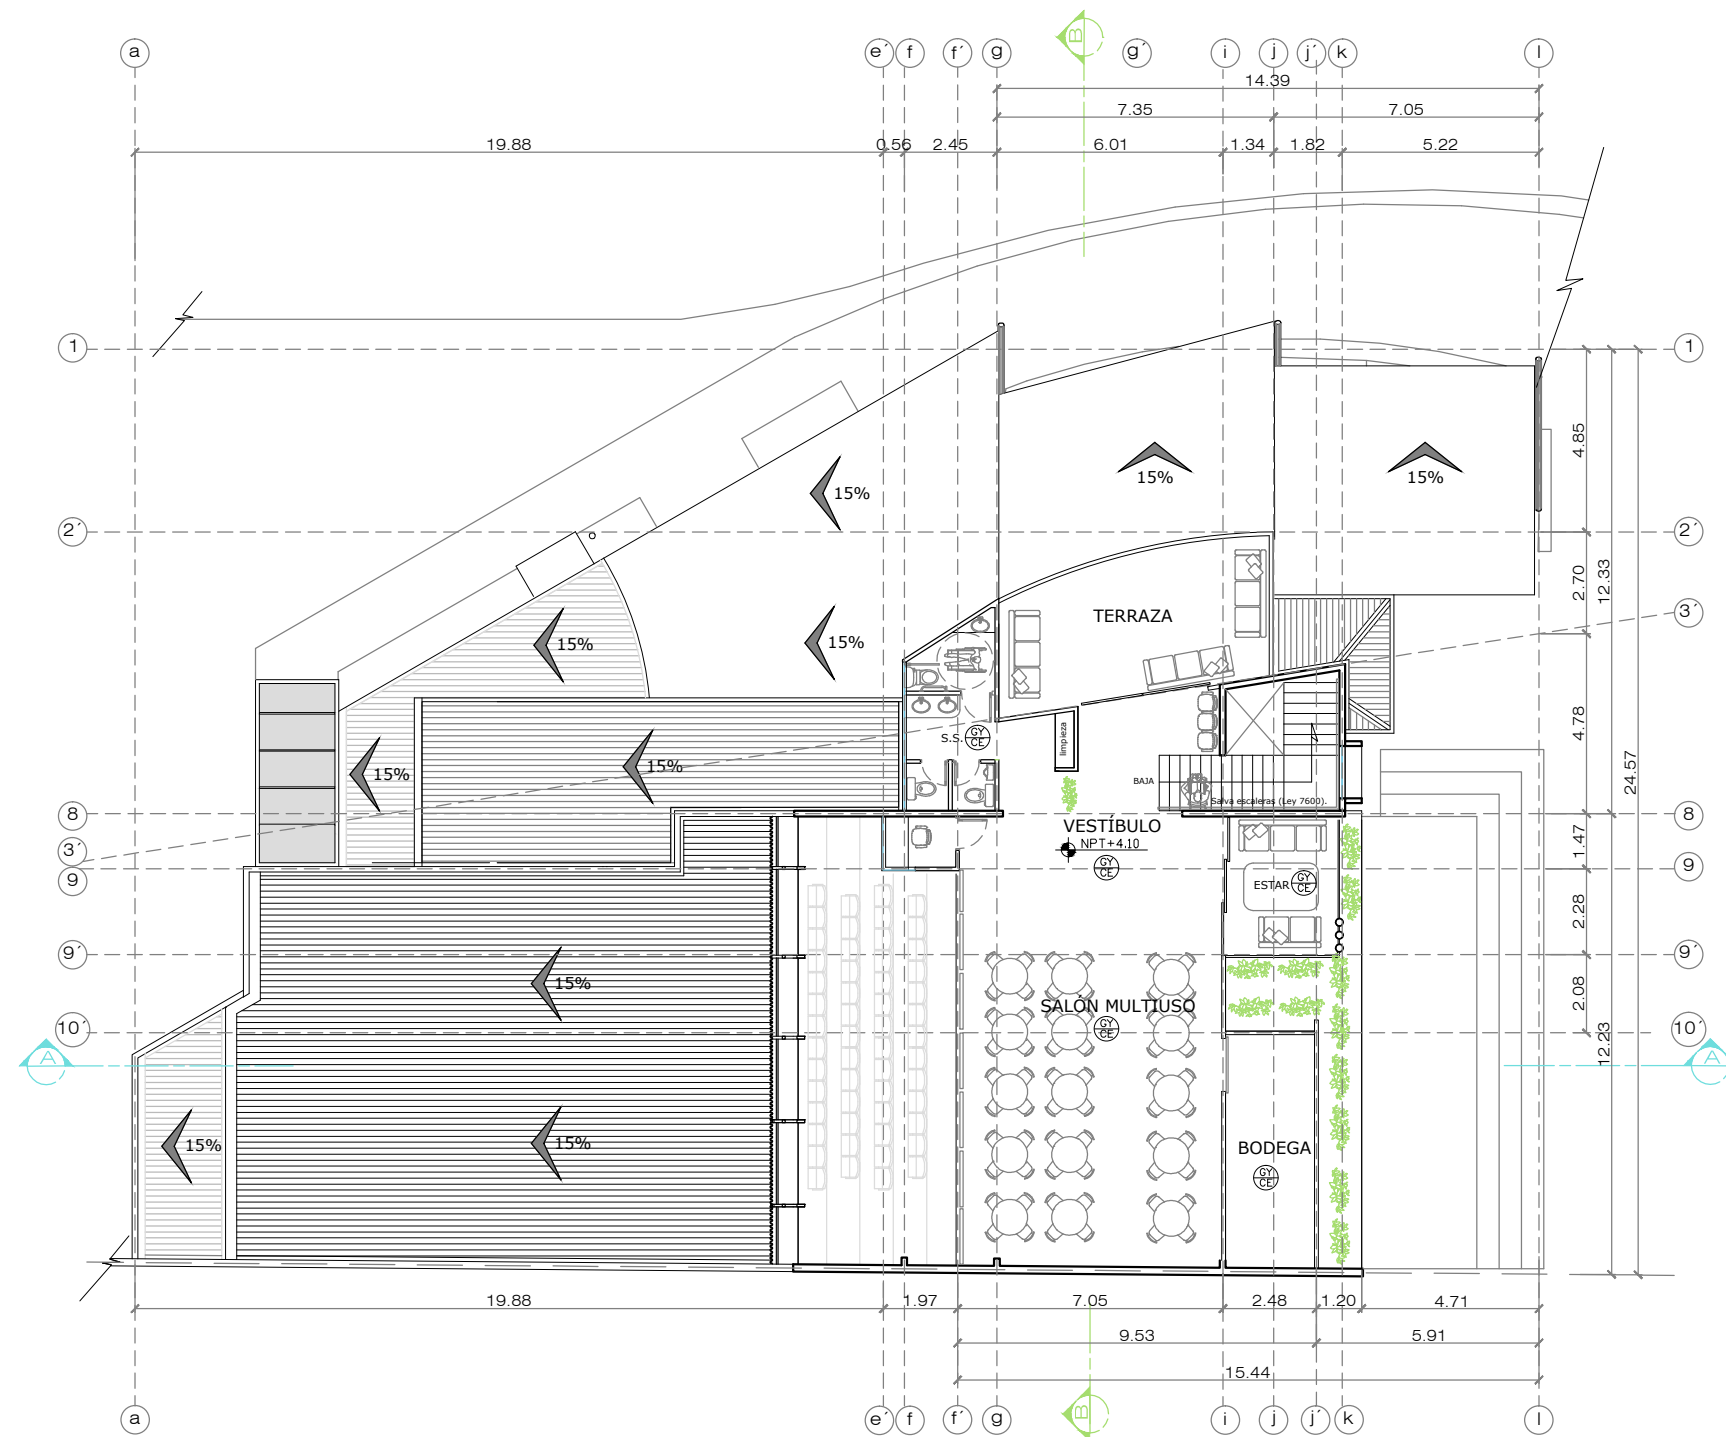 B
a e´ f f´ g g´ i j j´ k l
14.39
7.35 7.05
19.88 0.56 2.45 6.01 1.34 1.82 5.22
1 1
4.85
15% 15% 15%
2´ 2´
2.70
12.33
3´
TERRAZA
15% 15%
4.78
limpieza
S.S. GY CE
15% 15%
BAJA
24.57
Salva escaleras (Ley 7600).
8 8
VESTÍBULO
NPT+4.10
GY CE
1.47
3´
9 9
ESTAR GY CE
2.28
9´ 9´
15%
2.08
SALÓN MULTIUSO
GY CE
10´ 10´
12.23
A A
15% 15%
BODEGA
GY CE
19.88 1.97 7.05 2.48 1.20 4.71
9.53 5.91
15.44
a e´ f f´ g i j j´ k l
B